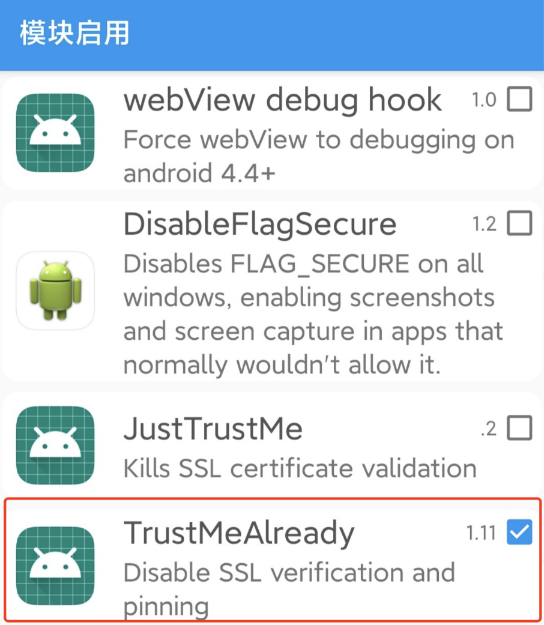 模块启用
webView debug hook 1.0
Force webView to debugging on
android 4.4+
DisableFlagSecure 1.2
Disables FLAG_SECURE on all
windows, enabling screenshots
and screen capture in apps that
normally wouldn't allow it.
JustTrustMe .2
Kills SSL certificate validation
TrustMeAlready 1.11
Disable SSL verification and
pinning